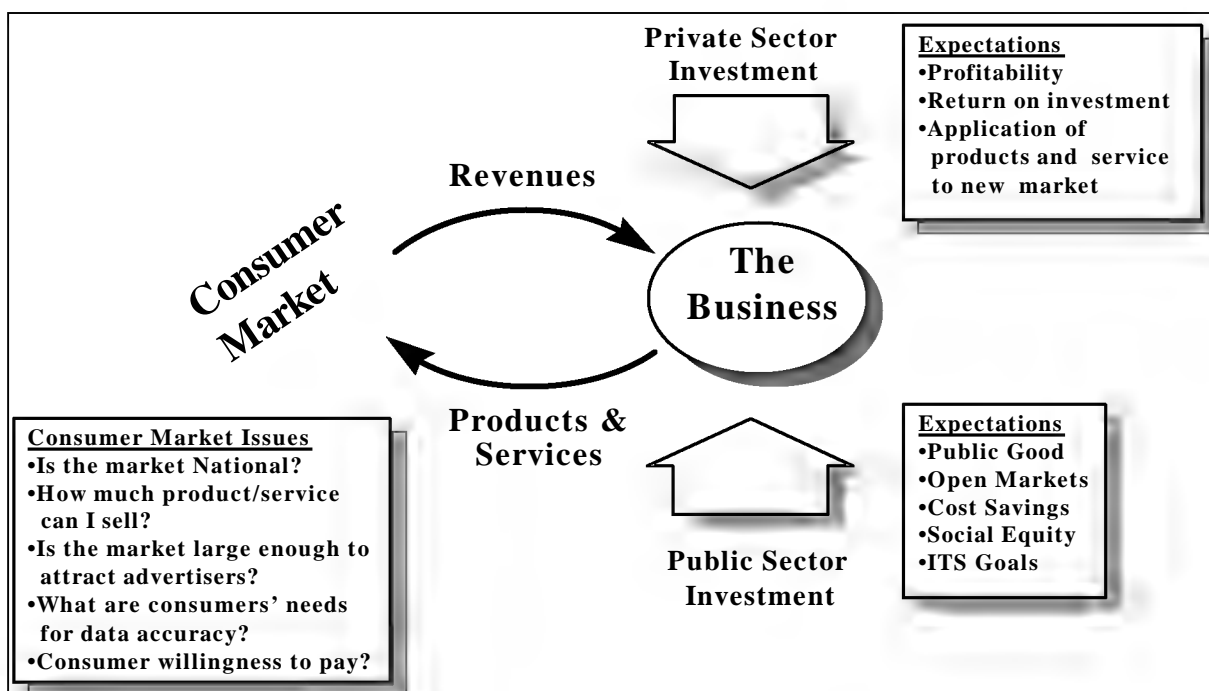 Private Sector
Investment
Expectations
•Profitability
•Return on investment
•Application of
products and service
to new market
Revenues
Consumer
Market
The
Business
Products &
Services
Consumer Market Issues
•Is the market National?
•How much product/service
can I sell?
•Is the market large enough to
attract advertisers?
•What are consumers’ needs
for data accuracy?
•Consumer willingness to pay?
Public Sector
Investment
Expectations
•Public Good
•Open Markets
•Cost Savings
•Social Equity
•ITS Goals